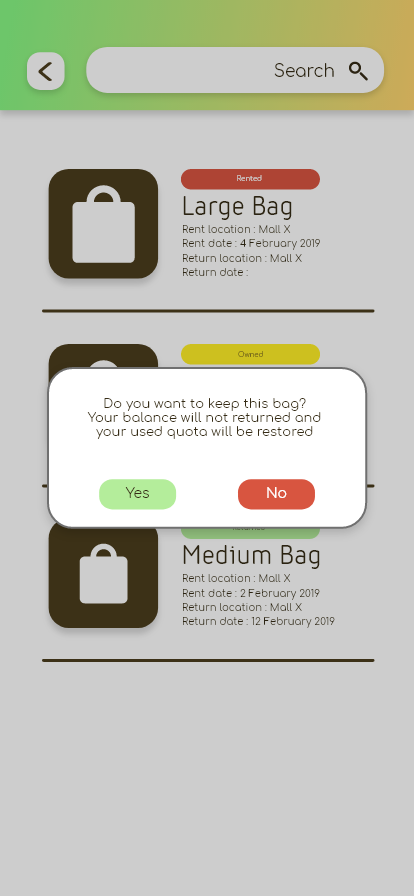 Search
Rented
Large Bag
Rent location : Mall X
Rent date : 4 February 2019
Return location : Mall X
Return date :
Owned
Do you want to keep this bag?
Your balance will not returned and
your used quota will be restored
Yes
No
Medium Bag
Rent location : Mall X
Rent date : 2 February 2019
Return location : Mall X
Return date : 12 February 2019